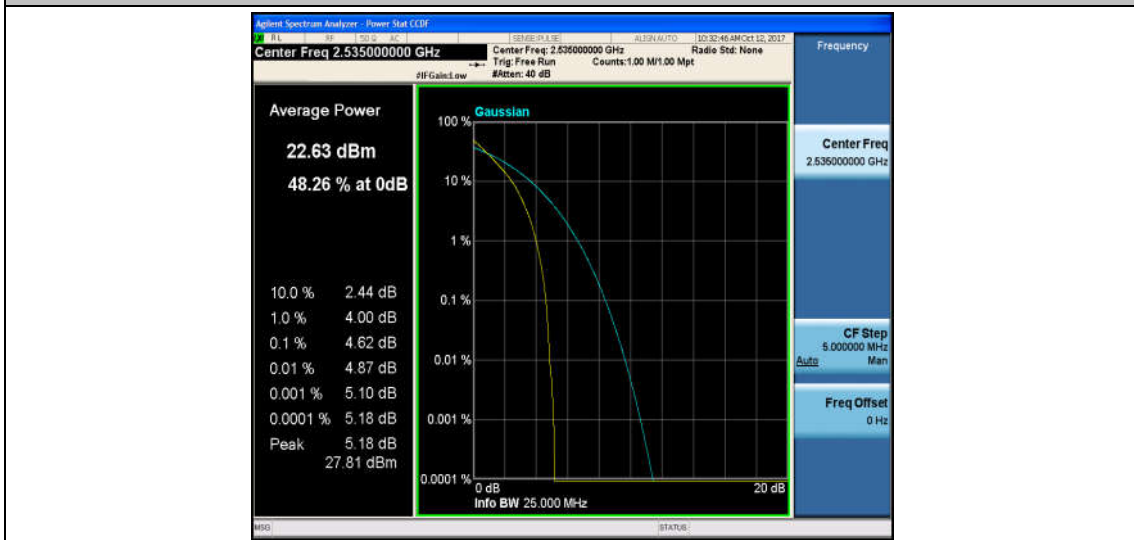 Agilent Spectrum Analyzer - Power Stat CCDF
RL RF 50 Ω AC SENSE:PULSE ALIGN AUTO 10:32:46 AM Oct 12, 2017
Center Freq 2.535000000 GHz
Center Freq: 2.535000000 GHz Radio Std: None
Trig: Free Run Counts:1.00 M/1.00 Mpt
#IFGain:Low #Atten: 40 dB
Average Power
22.63 dBm
48.26 % at 0dB
10.0 % 2.44 dB
1.0 % 4.00 dB
0.1 % 4.62 dB
0.01 % 4.87 dB
0.001 % 5.10 dB
0.0001 % 5.18 dB
Peak 5.18 dB
27.81 dBm
Gaussian
100 %
10 %
1 %
0.1 %
0.01 %
0.001 %
0.0001 %
0 dB 20 dB
Info BW 25.000 MHz
Frequency
Center Freq
2.535000000 GHz
CF Step
5.000000 MHz
Auto Man
Freq Offset
0 Hz
MSG STATUS